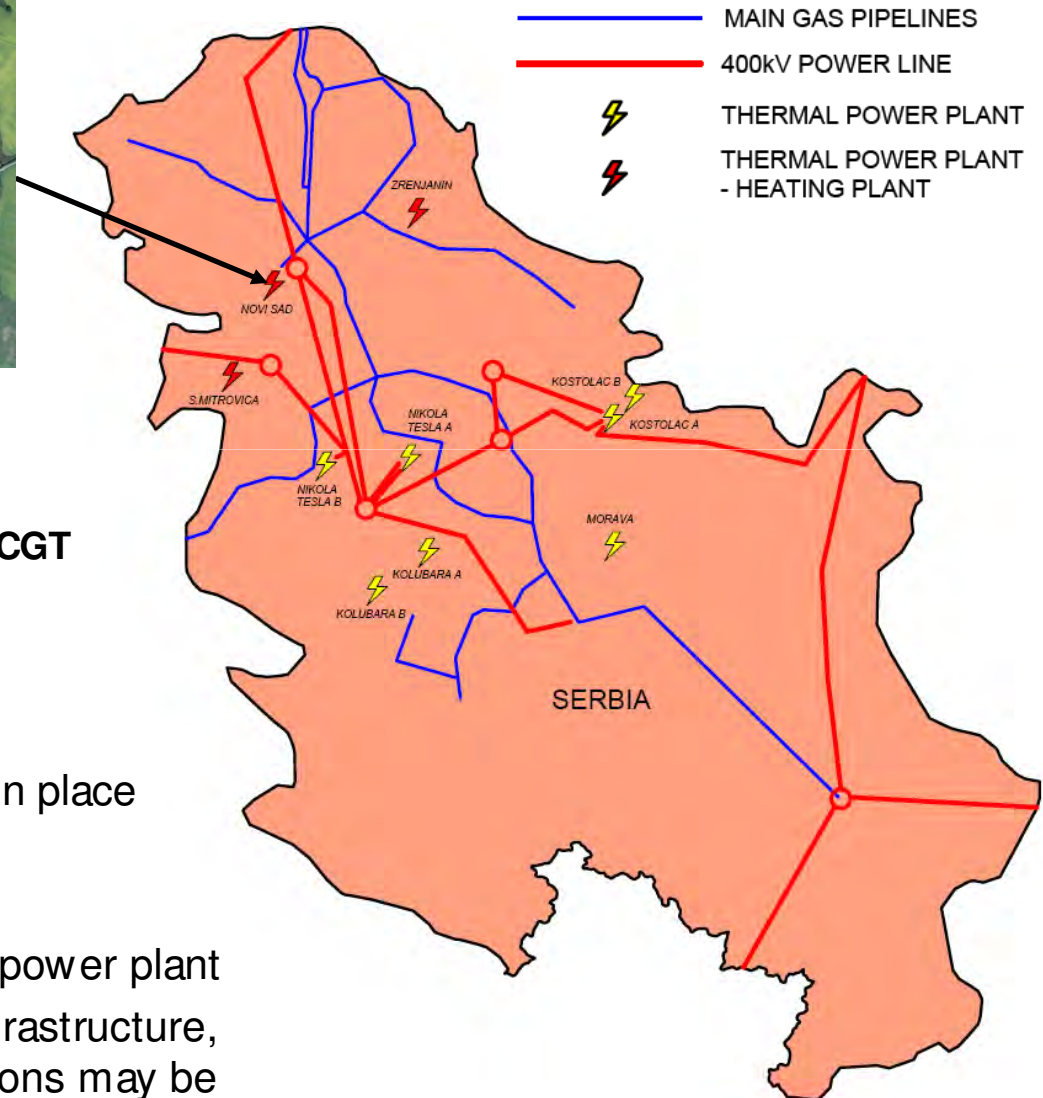 MAIN GAS PIPELINES
400kV POWER LINE
THERMAL POWER PLANT
THERMAL POWER PLANT
- HEATING PLANT
ZRENJANIN
NOVI SAD
S.MITROVICA
KOSTOLAC B
KOSTOLAC A
NIKOLA
TESLA A
NIKOLA
TESLA B
MORAVA
KOLUBARA A
KOLUBARA B
SERBIA
CGT
n place
power plant
rastructure,
ons may be